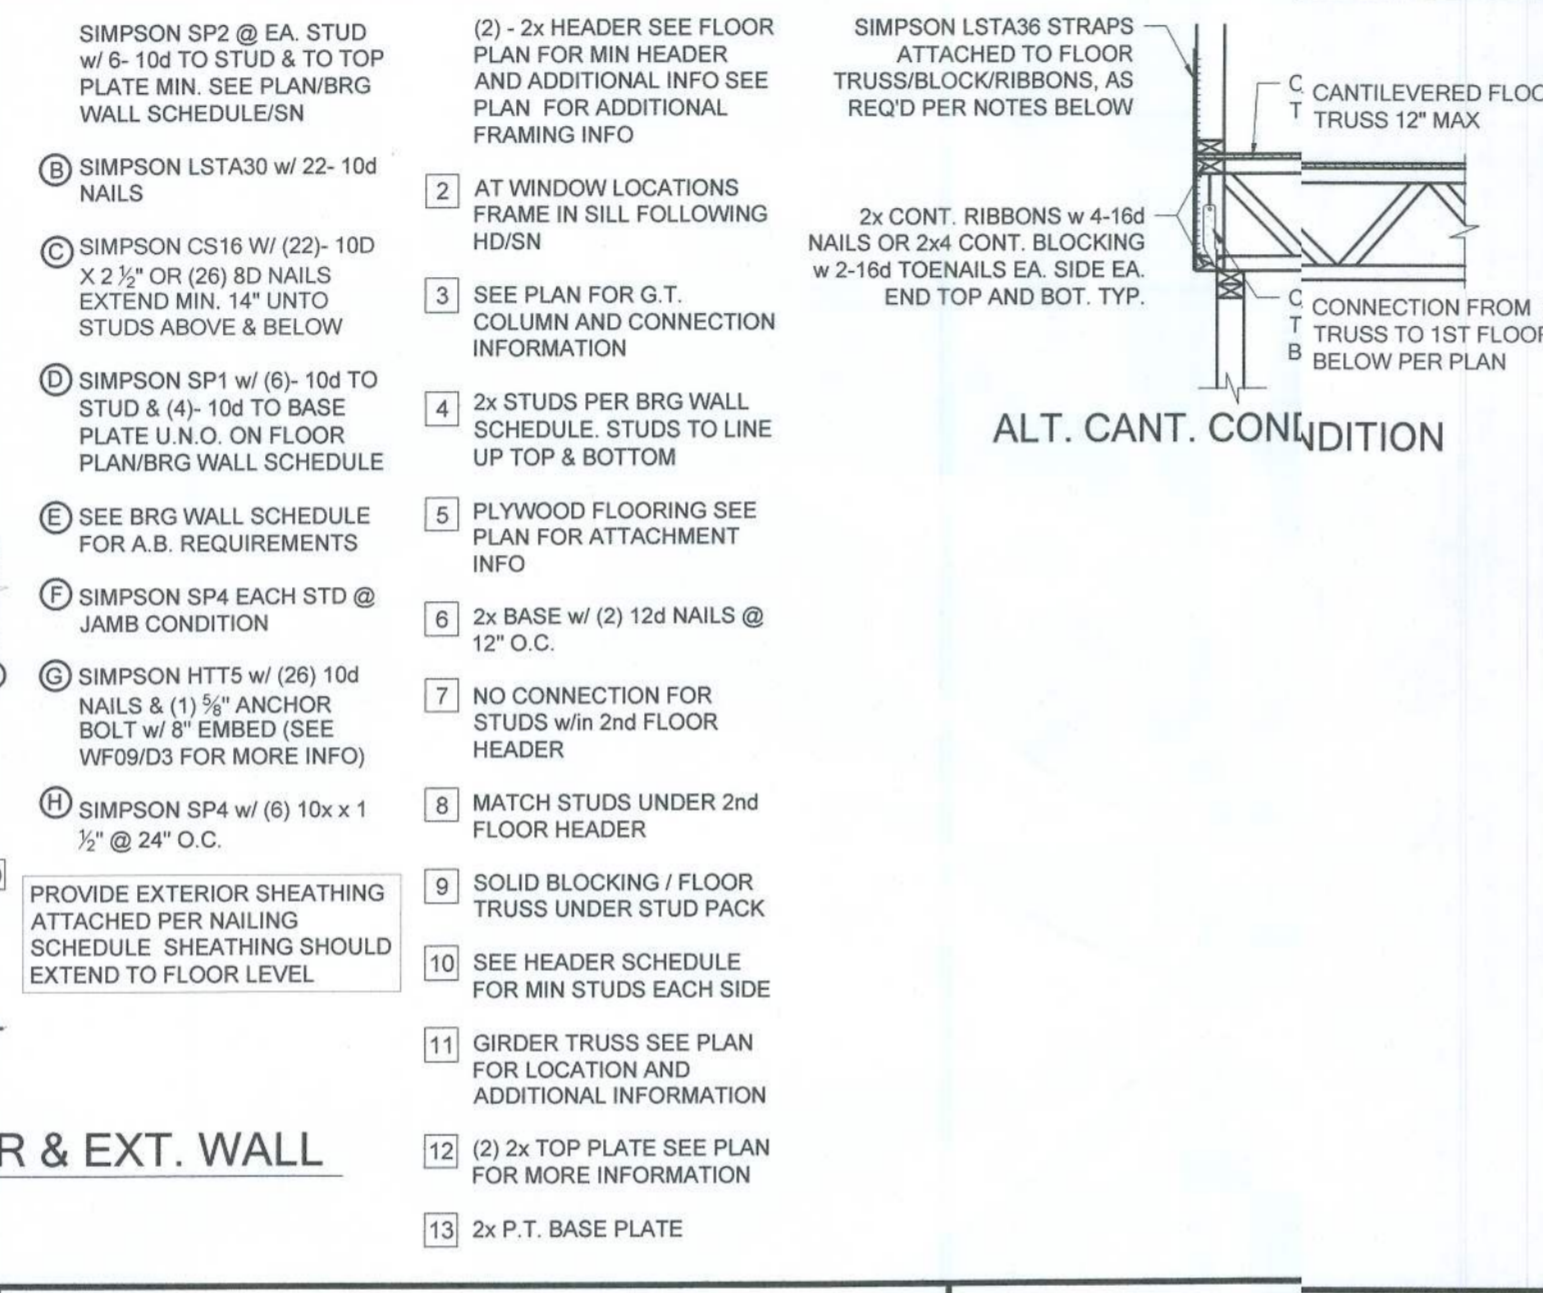 SIMPSON SP2 @ EA. STUD
w/ 6- 10d TO STUD & TO TOP
PLATE MIN. SEE PLAN/BRG
WALL SCHEDULE/SN
B SIMPSON LSTA30 w/ 22- 10d
NAILS
C SIMPSON CS16 W/ (22)- 10D
X 2 ½" OR (26) 8D NAILS
EXTEND MIN. 14" UNTO
STUDS ABOVE & BELOW
D SIMPSON SP1 w/ (6)- 10d TO
STUD & (4)- 10d TO BASE
PLATE U.N.O. ON FLOOR
PLAN/BRG WALL SCHEDULE
E SEE BRG WALL SCHEDULE
FOR A.B. REQUIREMENTS
F SIMPSON SP4 EACH STD @
JAMB CONDITION
G SIMPSON HTT5 w/ (26) 10d
NAILS & (1) ⅝" ANCHOR
BOLT w/ 8" EMBED (SEE
WF09/D3 FOR MORE INFO)
H SIMPSON SP4 w/ (6) 10x x 1
½" @ 24" O.C.
PROVIDE EXTERIOR SHEATHING
ATTACHED PER NAILING
SCHEDULE SHEATHING SHOULD
EXTEND TO FLOOR LEVEL
R & EXT. WALL
(2) - 2x HEADER SEE FLOOR
PLAN FOR MIN HEADER
AND ADDITIONAL INFO SEE
PLAN FOR ADDITIONAL
FRAMING INFO
2 AT WINDOW LOCATIONS
FRAME IN SILL FOLLOWING
HD/SN
3 SEE PLAN FOR G.T.
COLUMN AND CONNECTION
INFORMATION
4 2x STUDS PER BRG WALL
SCHEDULE. STUDS TO LINE
UP TOP & BOTTOM
5 PLYWOOD FLOORING SEE
PLAN FOR ATTACHMENT
INFO
6 2x BASE w/ (2) 12d NAILS @
12" O.C.
7 NO CONNECTION FOR
STUDS w/in 2nd FLOOR
HEADER
8 MATCH STUDS UNDER 2nd
FLOOR HEADER
9 SOLID BLOCKING / FLOOR
TRUSS UNDER STUD PACK
10 SEE HEADER SCHEDULE
FOR MIN STUDS EACH SIDE
11 GIRDER TRUSS SEE PLAN
FOR LOCATION AND
ADDITIONAL INFORMATION
12 (2) 2x TOP PLATE SEE PLAN
FOR MORE INFORMATION
13 2x P.T. BASE PLATE
SIMPSON LSTA36 STRAPS
ATTACHED TO FLOOR
TRUSS/BLOCK/RIBBONS, AS
REQ'D PER NOTES BELOW
2x CONT. RIBBONS w 4-16d
NAILS OR 2x4 CONT. BLOCKING
w 2-16d TOENAILS EA. SIDE EA.
END TOP AND BOT. TYP.
C CANTILEVERED FLOO
T TRUSS 12" MAX
C CONNECTION FROM
T TRUSS TO 1ST FLOOR
B BELOW PER PLAN
ALT. CANT. CONDNDITION